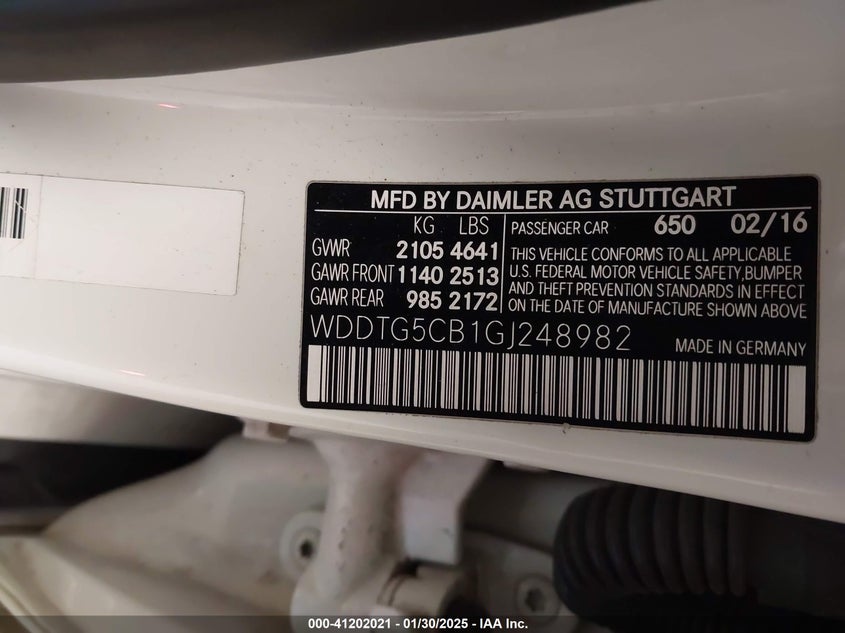 MFD BY DAIMLER AG STUTTGART
KG LBS
GVWR 2105 4641
GAWR FRONT 1140 2513
GAWR REAR 985 2172
PASSENGER CAR 650 02/16
THIS VEHICLE CONFORMS TO ALL APPLICABLE
U.S. FEDERAL MOTOR VEHICLE SAFETY,BUMPER
AND THEFT PREVENTION STANDARDS IN EFFECT
ON THE DATE OF MANUFACTURE SHOWN ABOVE
WDDTG5CB1GJ248982
MADE IN GERMANY
000-41202021 - 01/30/2025 - IAA Inc.